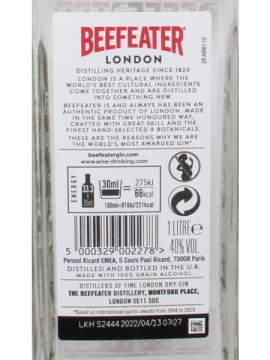 BEEFEATER
LONDON
DISTILLING HERITAGE SINCE 1820
LONDON IS A PLACE WHERE THE
WORLD'S BEST CULTURAL INGREDIENTS
COME TOGETHER AND ARE DISTILLED
INTO SOMETHING NEW.
BEEFEATER IS AND ALWAYS HAS BEEN AN
AUTHENTIC PRODUCT OF LONDON. MADE
IN THE SAME TIME HONOURED WAY,
CRAFTED WITH GREAT SKILL AND THE
FINEST HAND-SELECTED 9 BOTANICALS.
THESE ARE THE REASONS WHY WE ARE
THE WORLD'S MOST AWARDED GIN*.
beefeatergin.com
www.wise-drinking.com
ENERGY
33.3
30ml
275kJ
66kcal
100ml=916kJ/221kcal
1 LITRE
40% VOL
5 000329 002278 >
Pernod Ricard EMEA, 5 Cours Paul Ricard, 75008 Paris
DISTILLED AND BOTTLED IN THE U.K.
MADE WITH 100% GRAIN ALCOHOL
DISTILLERS OF FINE LONDON DRY GIN
THE BEEFEATER DISTILLERY, MONTFORD PLACE,
LONDON SE11 5DE
*Based on international spirits awards from 2004 to 2019
LKH S2444 2022/04/13 07:27